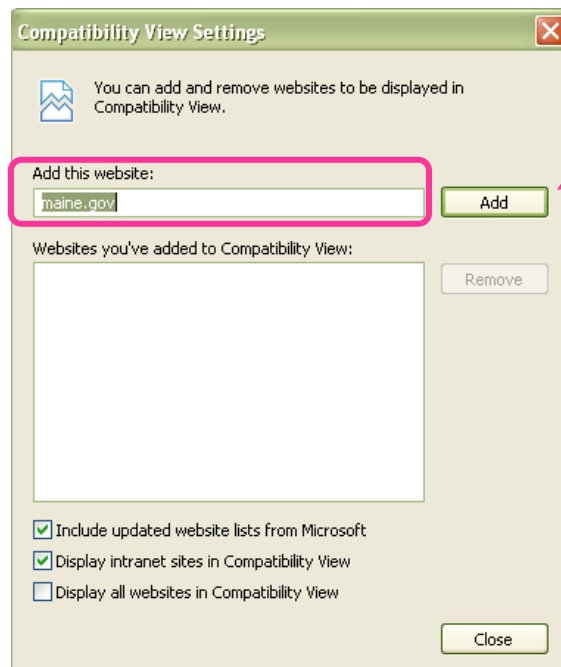 Compatibility View Settings
You can add and remove websites to be displayed in
Compatibility View.
Add this website:
maine.gov
Add
Websites you've added to Compatibility View:
Remove
Include updated website lists from Microsoft
Display intranet sites in Compatibility View
Display all websites in Compatibility View
Close